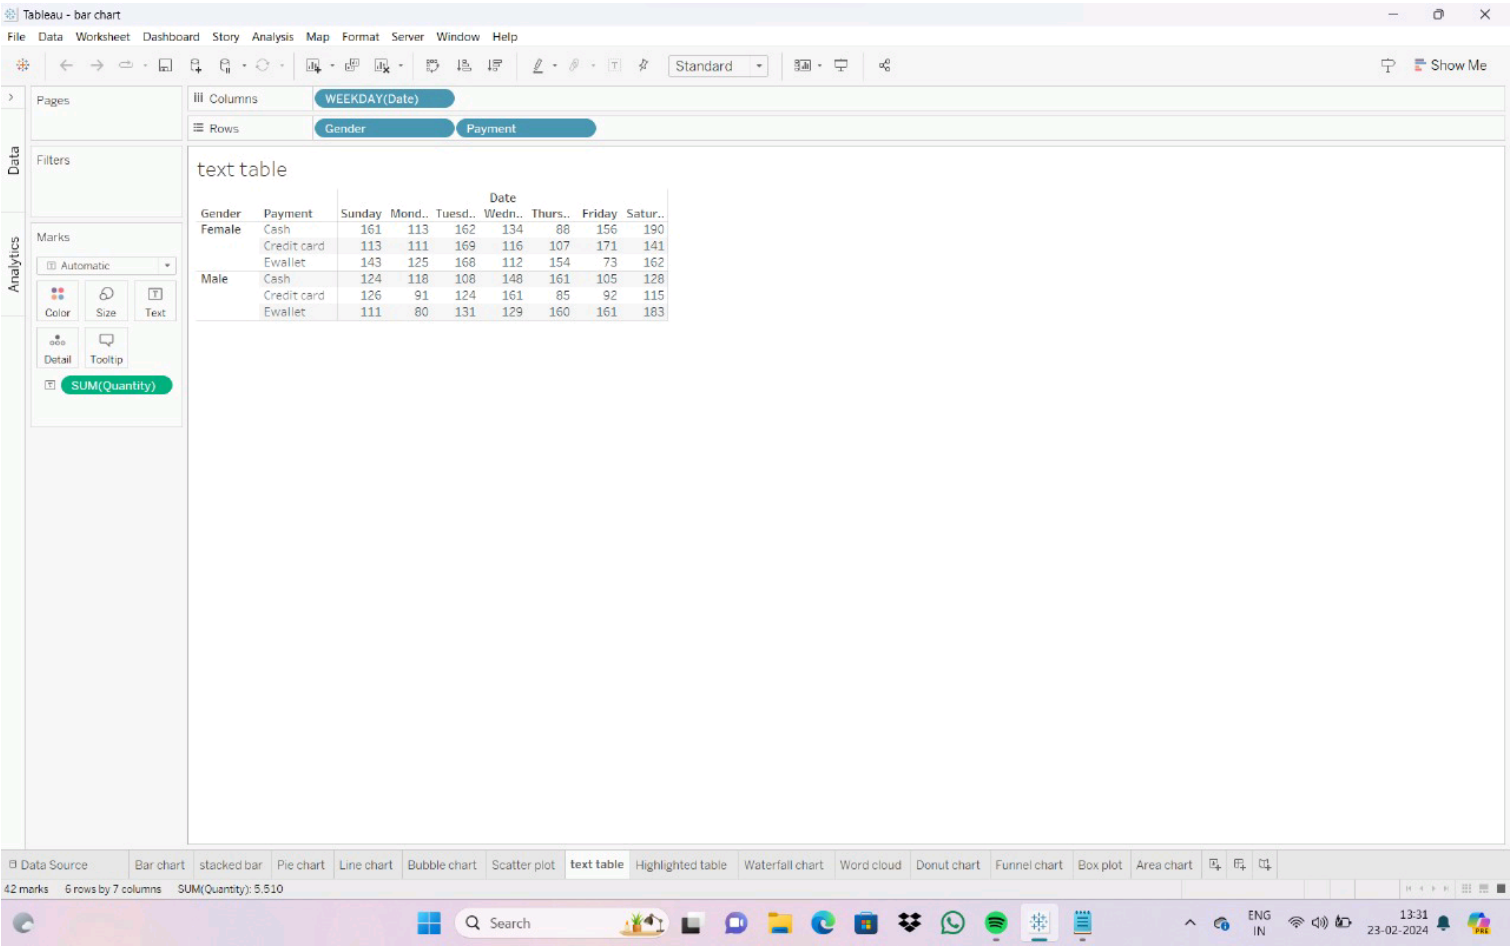 Tableau - bar chart
File Data Worksheet Dashboard Story Analysis Map Format Server Window Help
Standard
Show Me
Pages
Columns WEEKDAY(Date)
Rows Gender Payment
Data
Filters
Analytics
Marks
Automatic
Color Size Text
Detail Tooltip
SUM(Quantity)
text table
Date
Gender Payment Sunday Mond.. Tuesd.. Wedn.. Thurs.. Friday Satur..
Female Cash 161 113 162 134 88 156 190
Credit card 113 111 169 116 107 171 141
Ewallet 143 125 168 112 154 73 162
Male Cash 124 118 108 148 161 105 128
Credit card 126 91 124 161 85 92 115
Ewallet 111 80 131 129 160 161 183
Data Source Bar chart stacked bar Pie chart Line chart Bubble chart Scatter plot text table Highlighted table Waterfall chart Word cloud Donut chart Funnel chart Box plot Area chart
42 marks 6 rows by 7 columns SUM(Quantity): 5.510
Search
ENG
IN
13:31
23-02-2024
PRE